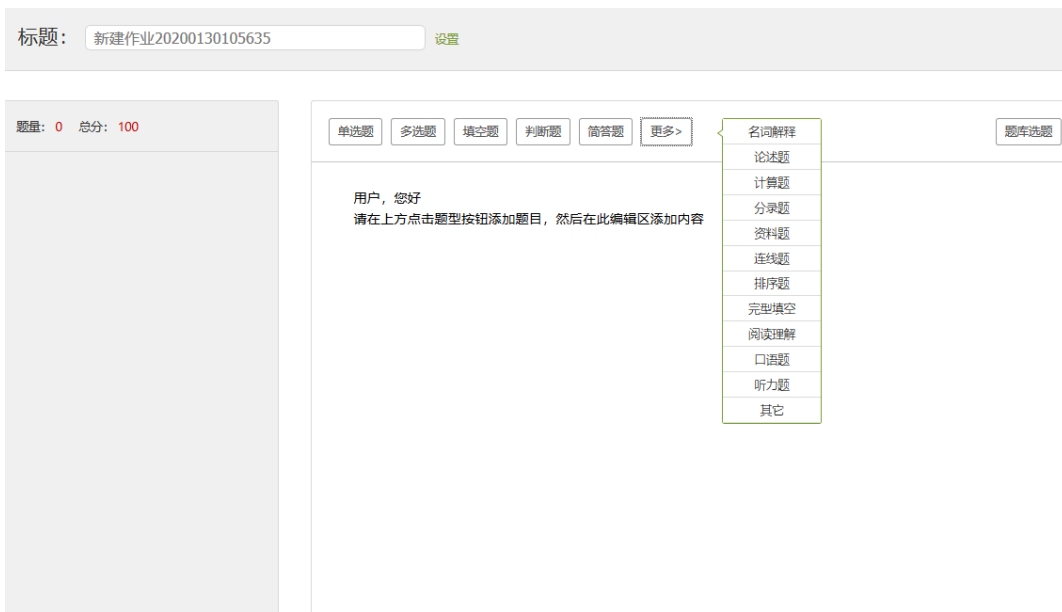 标题： 新建作业20200130105635 设置
题量：0 总分：100
单选题 多选题 填空题 判断题 简答题 更多> 题库选题
用户，您好
请在上方点击题型按钮添加题目，然后在此编辑区添加内容
名词解释
论述题
计算题
分录题
资料题
连线题
排序题
完型填空
阅读理解
口语题
听力题
其它